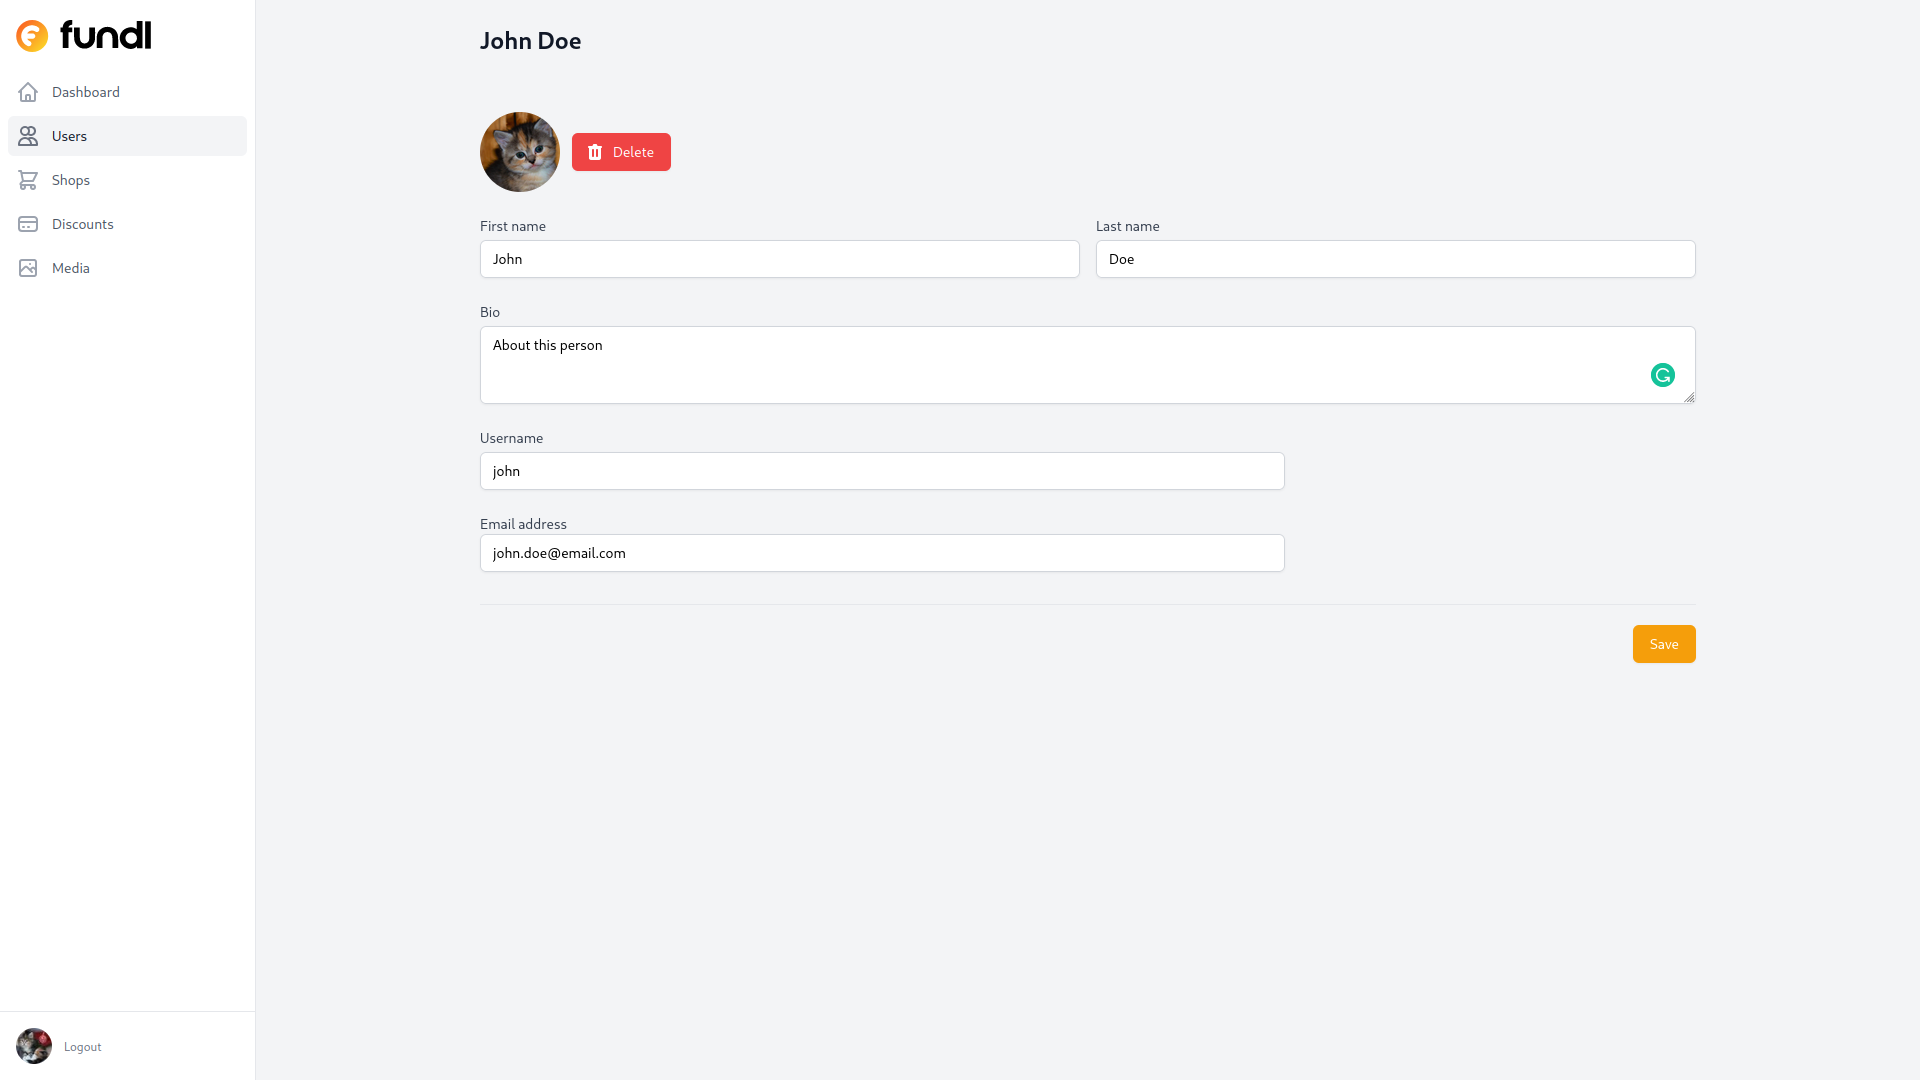 fundl
Dashboard
Users
Shops
Discounts
Media
Logout
John Doe
Delete
First name
John
Last name
Doe
Bio
About this person
Username
john
Email address
john.doe@email.com
Save